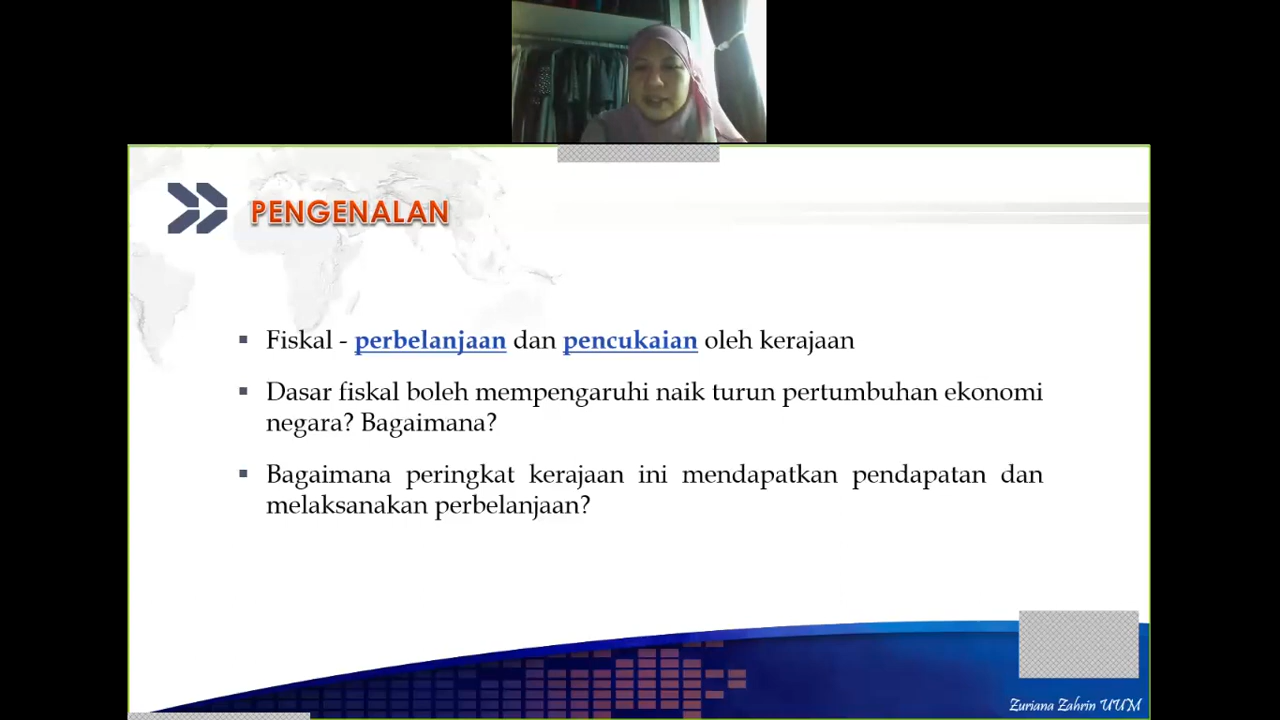 PENGENALAN
▪ Fiskal - perbelanjaan dan pencukaian oleh kerajaan
▪ Dasar fiskal boleh mempengaruhi naik turun pertumbuhan ekonomi
negara? Bagaimana?
▪ Bagaimana peringkat kerajaan ini mendapatkan pendapatan dan
melaksanakan perbelanjaan?
Zuriana Zahrin UUM